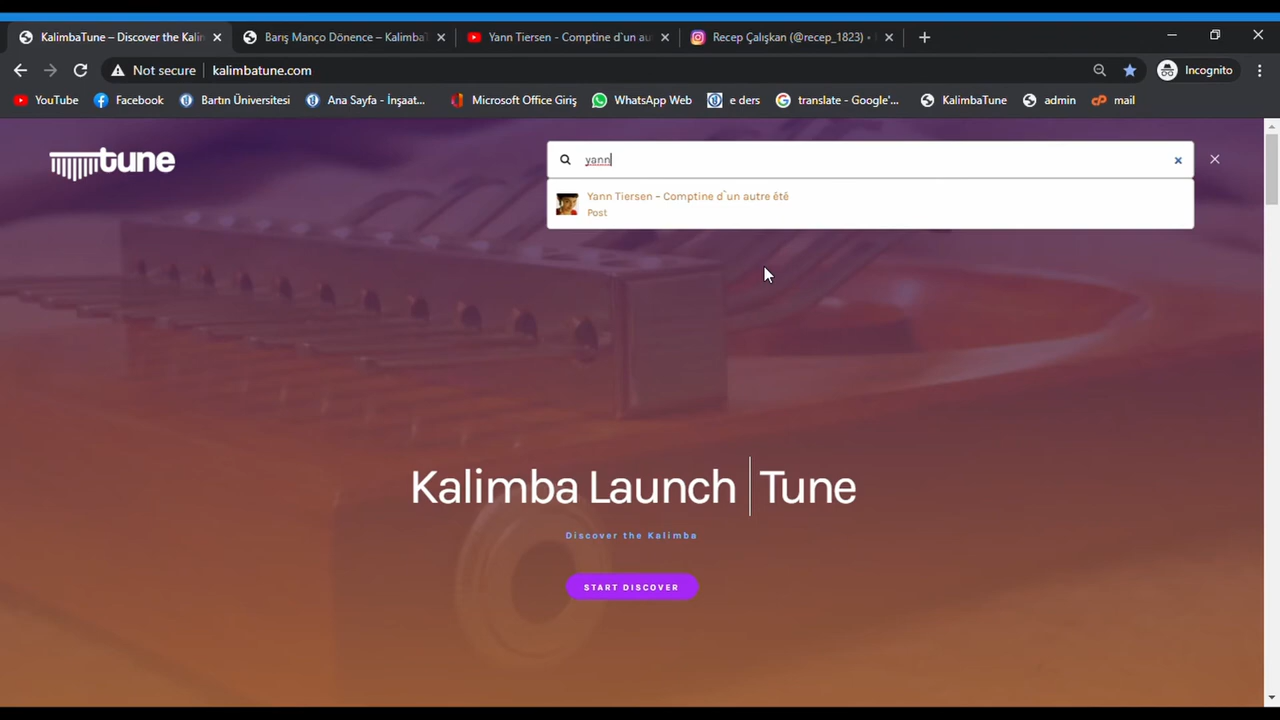 KalimbaTune – Discover the Kalin
Barış Manço Dönence – Kalimba
Yann Tiersen - Comptine d`un au
Recep Çalışkan (@recep_1823) •
Not secure
kalimbatune.com
Incognito
YouTube
Facebook
Bartın Üniversitesi
Ana Sayfa - İnşaat...
Microsoft Office Giriş
WhatsApp Web
e ders
translate - Google'...
KalimbaTune
admin
mail
tune
yann
Yann Tiersen – Comptine d`un autre été
Post
Kalimba Launch Tune
Discover the Kalimba
START DISCOVER